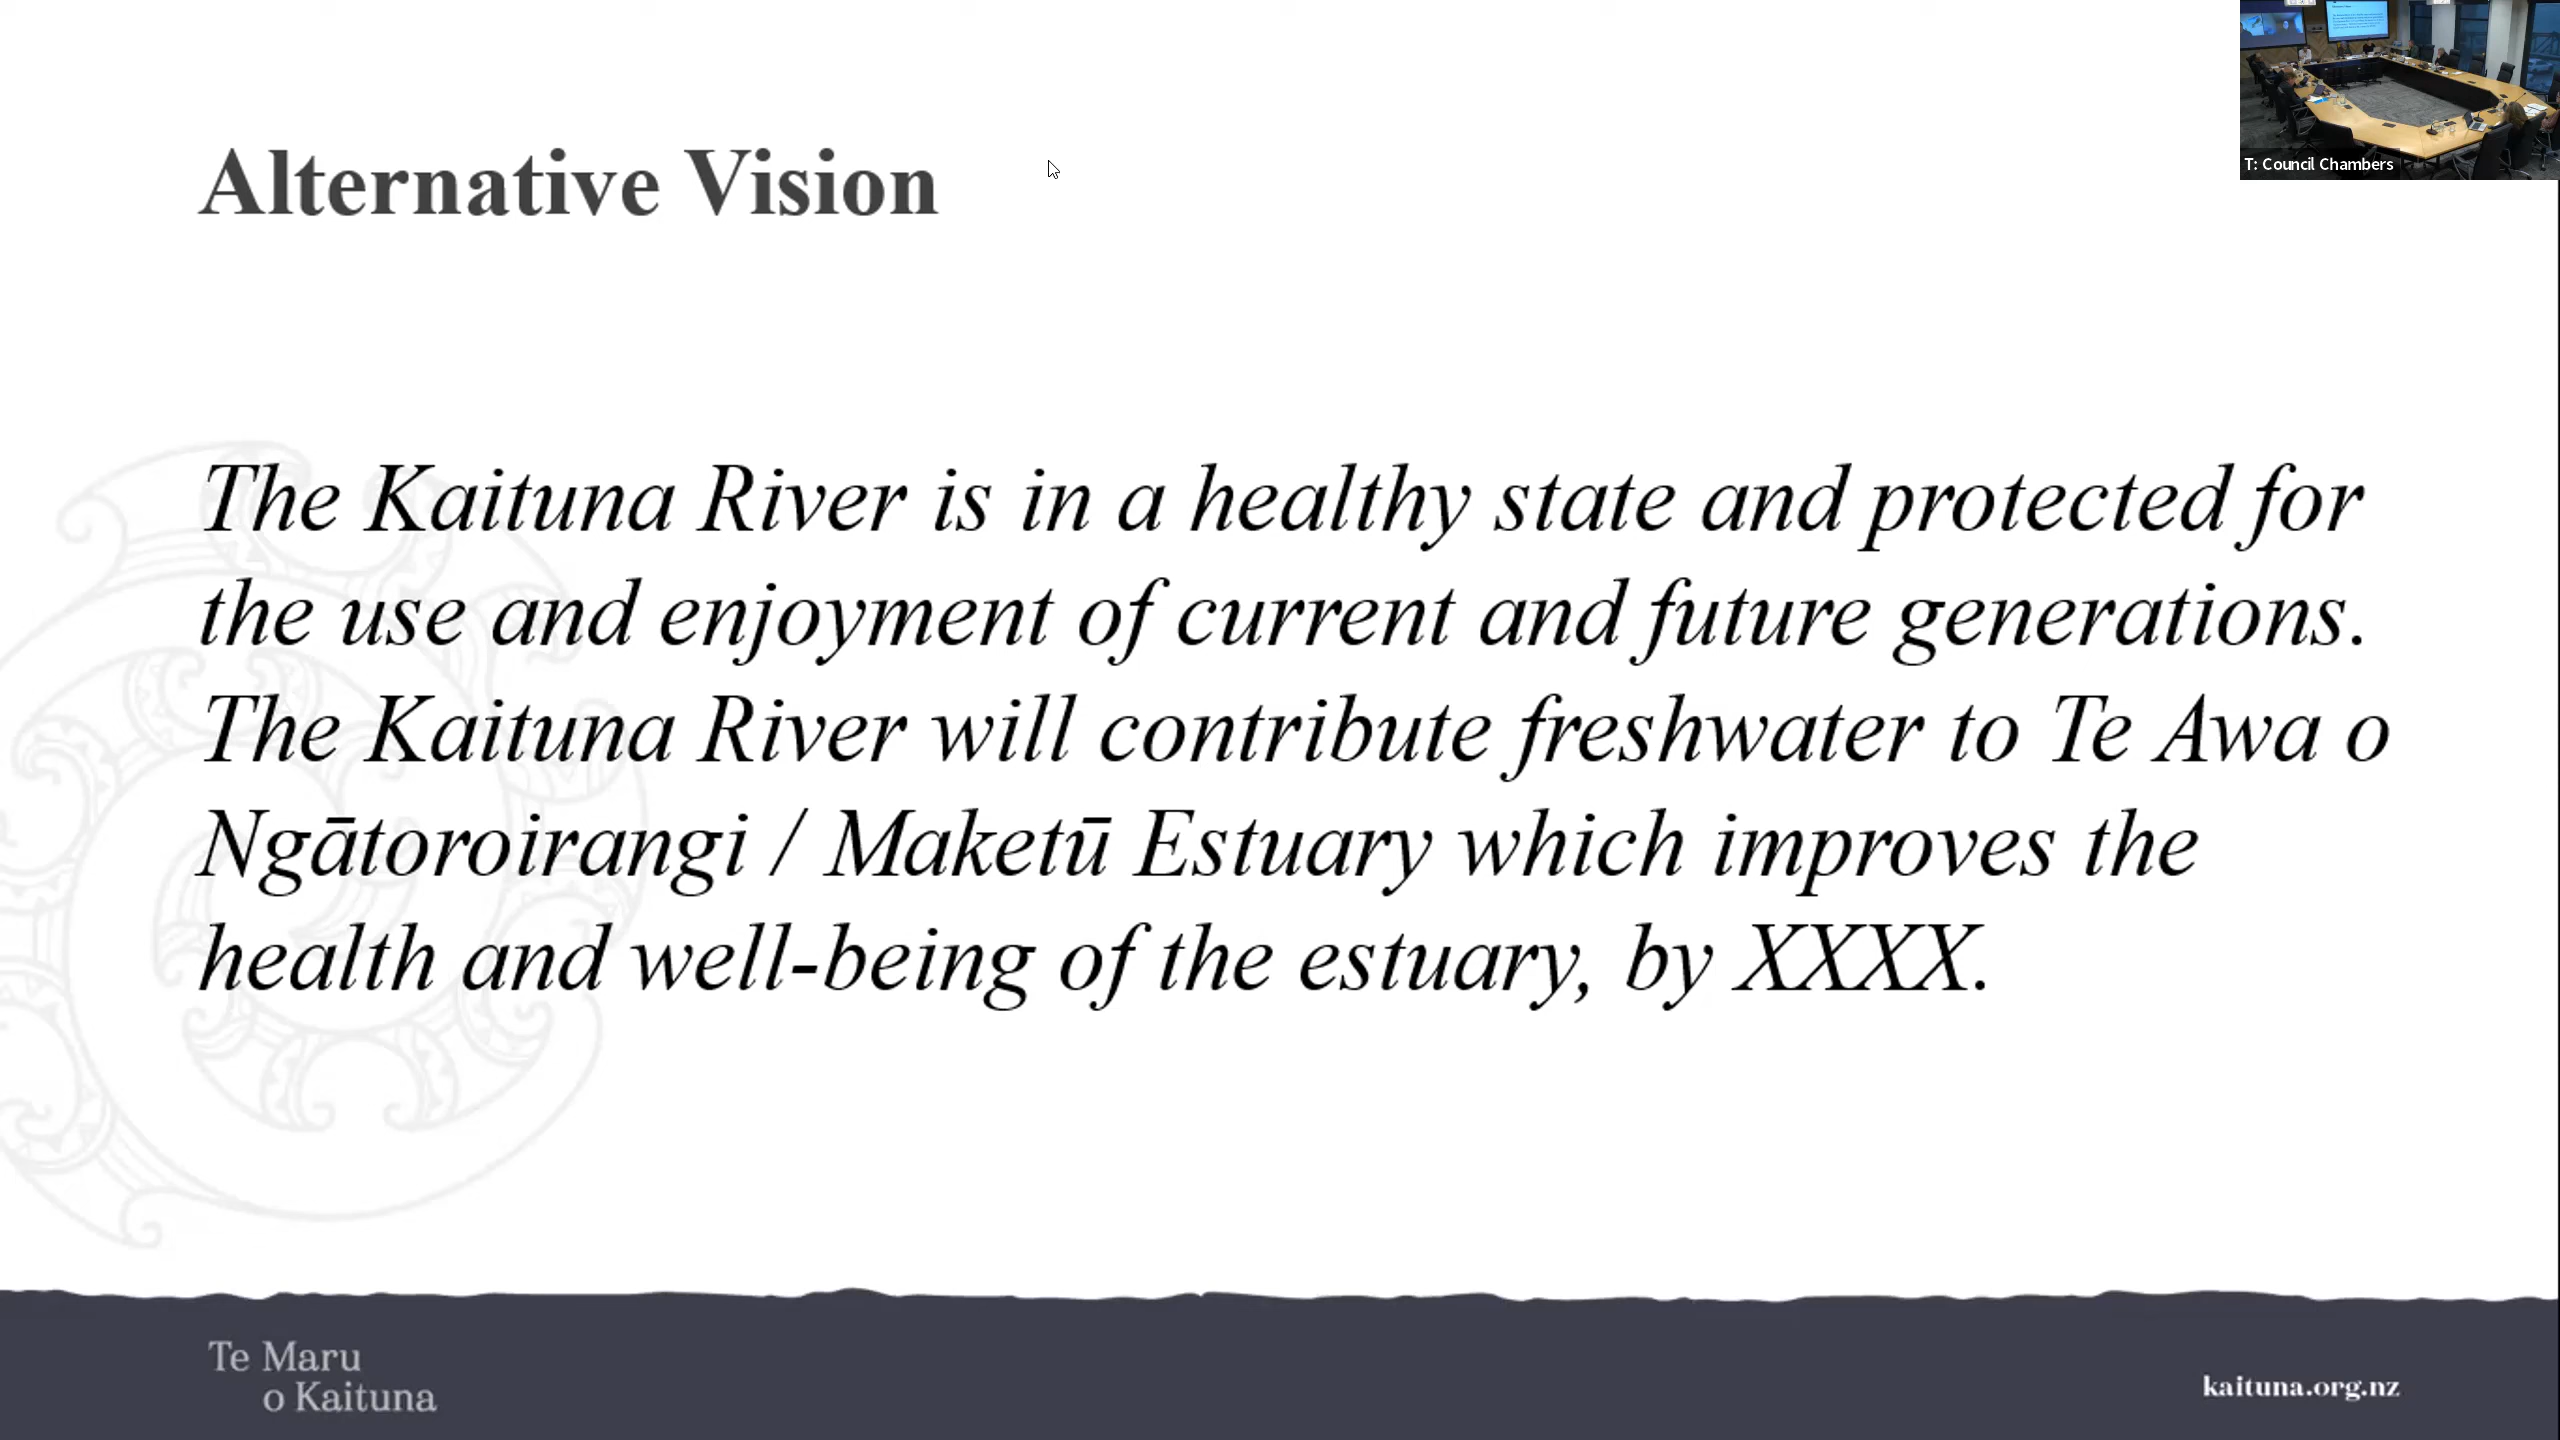 T: Council Chambers
Alternative Vision
The Kaituna River is in a healthy state and protected for
the use and enjoyment of current and future generations.
The Kaituna River will contribute freshwater to Te Awa o
Ngātoroirangi / Maketū Estuary which improves the
health and well-being of the estuary, by XXXX.
Te Maru
o Kaituna
kaituna.org.nz